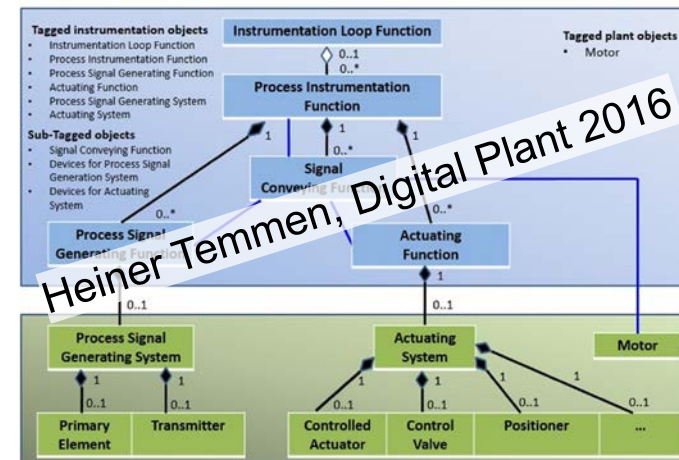 Tagged instrumentation objects
• Instrumentation Loop Function
• Process Instrumentation Function
• Process Signal Generating Function
• Actuating Function
• Process Signal Generating System
• Actuating System
Sub-Tagged objects
• Signal Conveying Function
• Devices for Process Signal
Generation System
• Devices for Actuating
System
Instrumentation Loop Function
0..1
0..*
Process Instrumentation
Function
Tagged plant objects
• Motor
1
1
1
0..*
Signal
Conveying Function
0..*
0..*
Process Signal
Generating Function
Actuating
Function
Heiner Temmen, Digital Plant 2016
1
0..1
0..1
Process Signal
Generating System
Actuating
System
Motor
1
1
1
1
1
1
0..1
0..1
0..1
0..1
0..1
0..1
Primary
Element
Transmitter
Controlled
Actuator
Control
Valve
Positioner
...